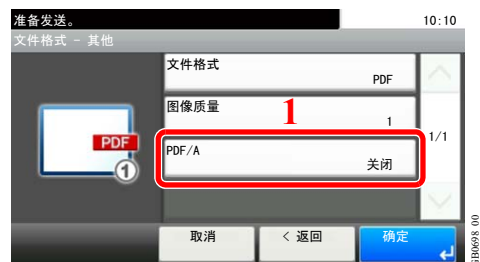 准备发送。 10:10
文件格式 - 其他
文件格式
PDF
图像质量
1
1
PDF/A
关闭
1/1
PDF
1
取消 < 返回 确定
GB0698_00